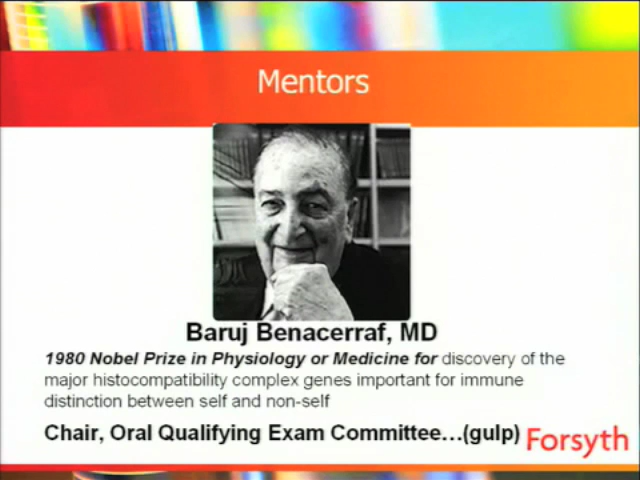 Mentors
Baruj Benacerraf, MD
1980 Nobel Prize in Physiology or Medicine for discovery of the
major histocompatibility complex genes important for immune
distinction between self and non-self
Chair, Oral Qualifying Exam Committee...(gulp)
Forsyth